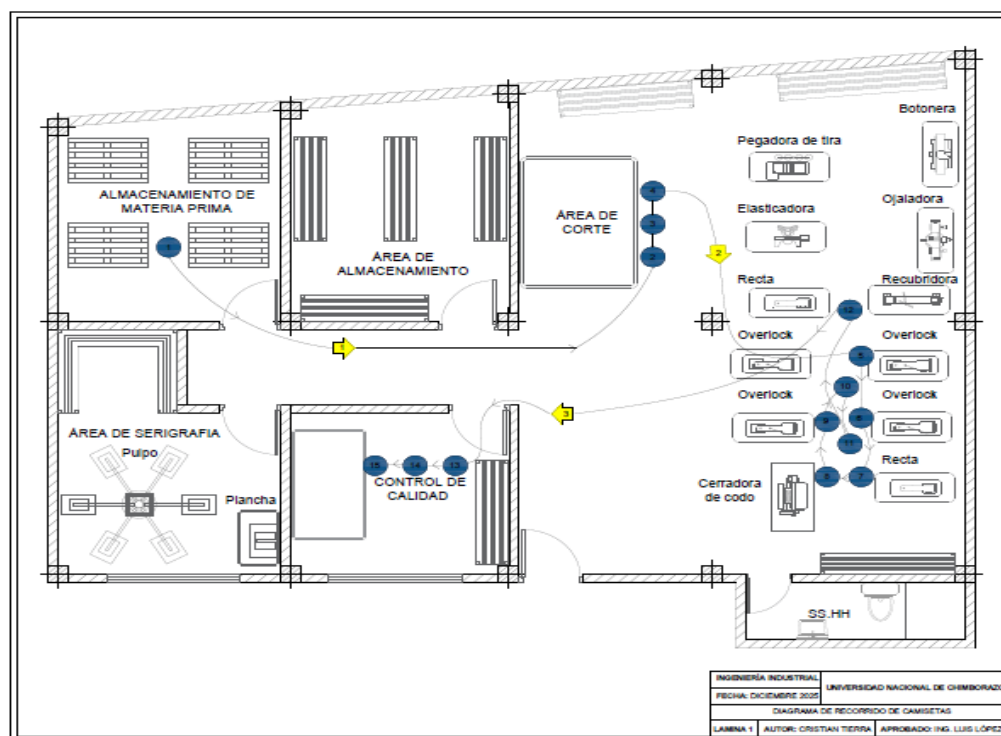 Botonera
Pegadora de tira
ALMACENAMIENTO DE
MATERIA PRIMA
4
Elasticadora
Ojaladora
ÁREA DE
CORTE
3
ÁREA DE
ALMACENAMIENTO
2
2
Recta
Recubridora
12
1
Overlock
Overlock
5
10
Overlock
Overlock
3
9
6
ÁREA DE SERIGRAFIA
Pulpo
11
15
14
13
Recta
CONTROL DE
CALIDAD
Cerradora
de codo
7
Plancha
SS.HH
INGENIERÍA INDUSTRIAL
UNIVERSIDAD NACIONAL DE CHIMBORAZO
FECHA: DICIEMBRE 2025
DIAGRAMA DE RECORRIDO DE CAMISETAS
LAMINA 1
AUTOR: CRISTIAN TIERRA
APROBADO: ING. LUIS LÓPEZ